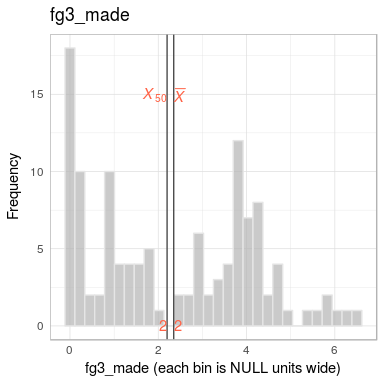 fg3_made
Frequency
15
10
5
0
X50 X̅
2 2
0 2 4 6
fg3_made (each bin is NULL units wide)